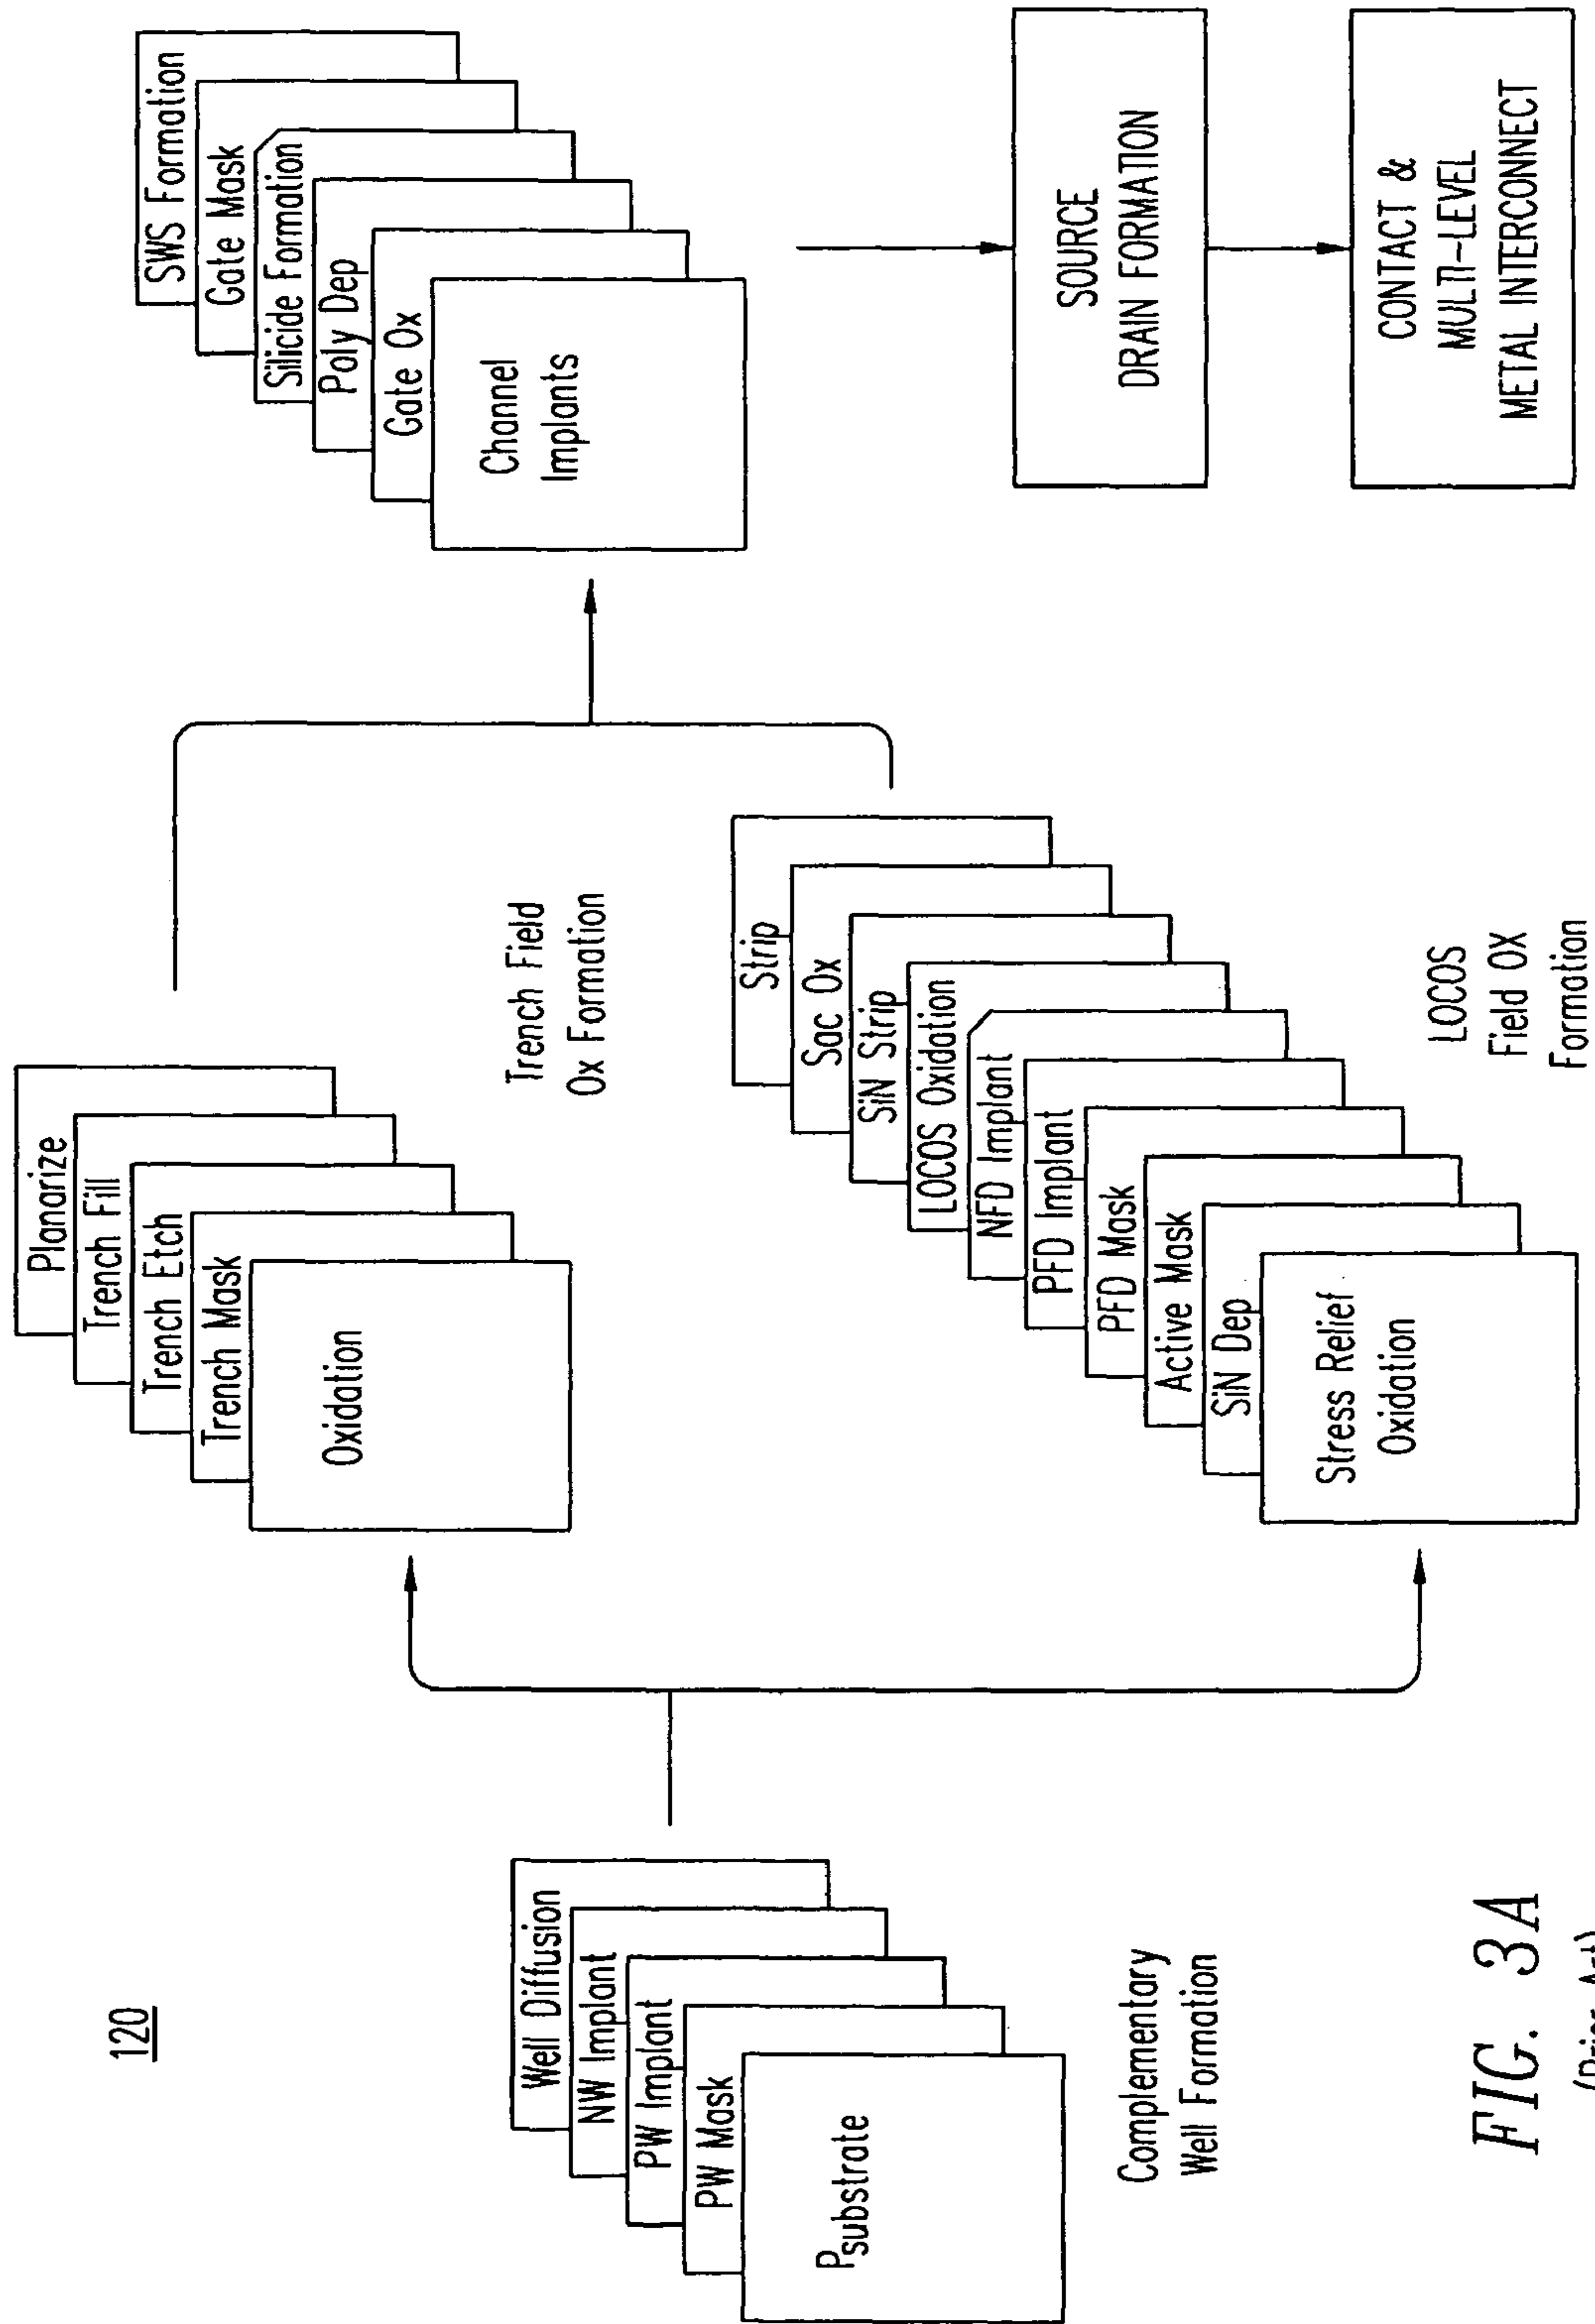 120
Well Diffusion
NW Implant
PW Implant
PW Mask
Psubstrate
Complementary
Well Formation
Planarize
Trench Fill
Trench Etch
Trench Mask
Oxidation
Trench Field
Ox Formation
Strip
Sac Ox
SiN Strip
LOCOS Oxidation
NFD Implant
PFD Implant
PFD Mask
Active Mask
SiN Dep
Stress Relief
Oxidation
LOCOS
Field OX
Formation
SWS Formation
Gate Mask
Silicide Formation
Poly Dep
Gate Ox
Channel
Implants
SOURCE
DRAIN FORMATION
CONTACT &
MULTI-LEVEL
METAL INTERCONNECT
FIG. 3A
(Prior Art)